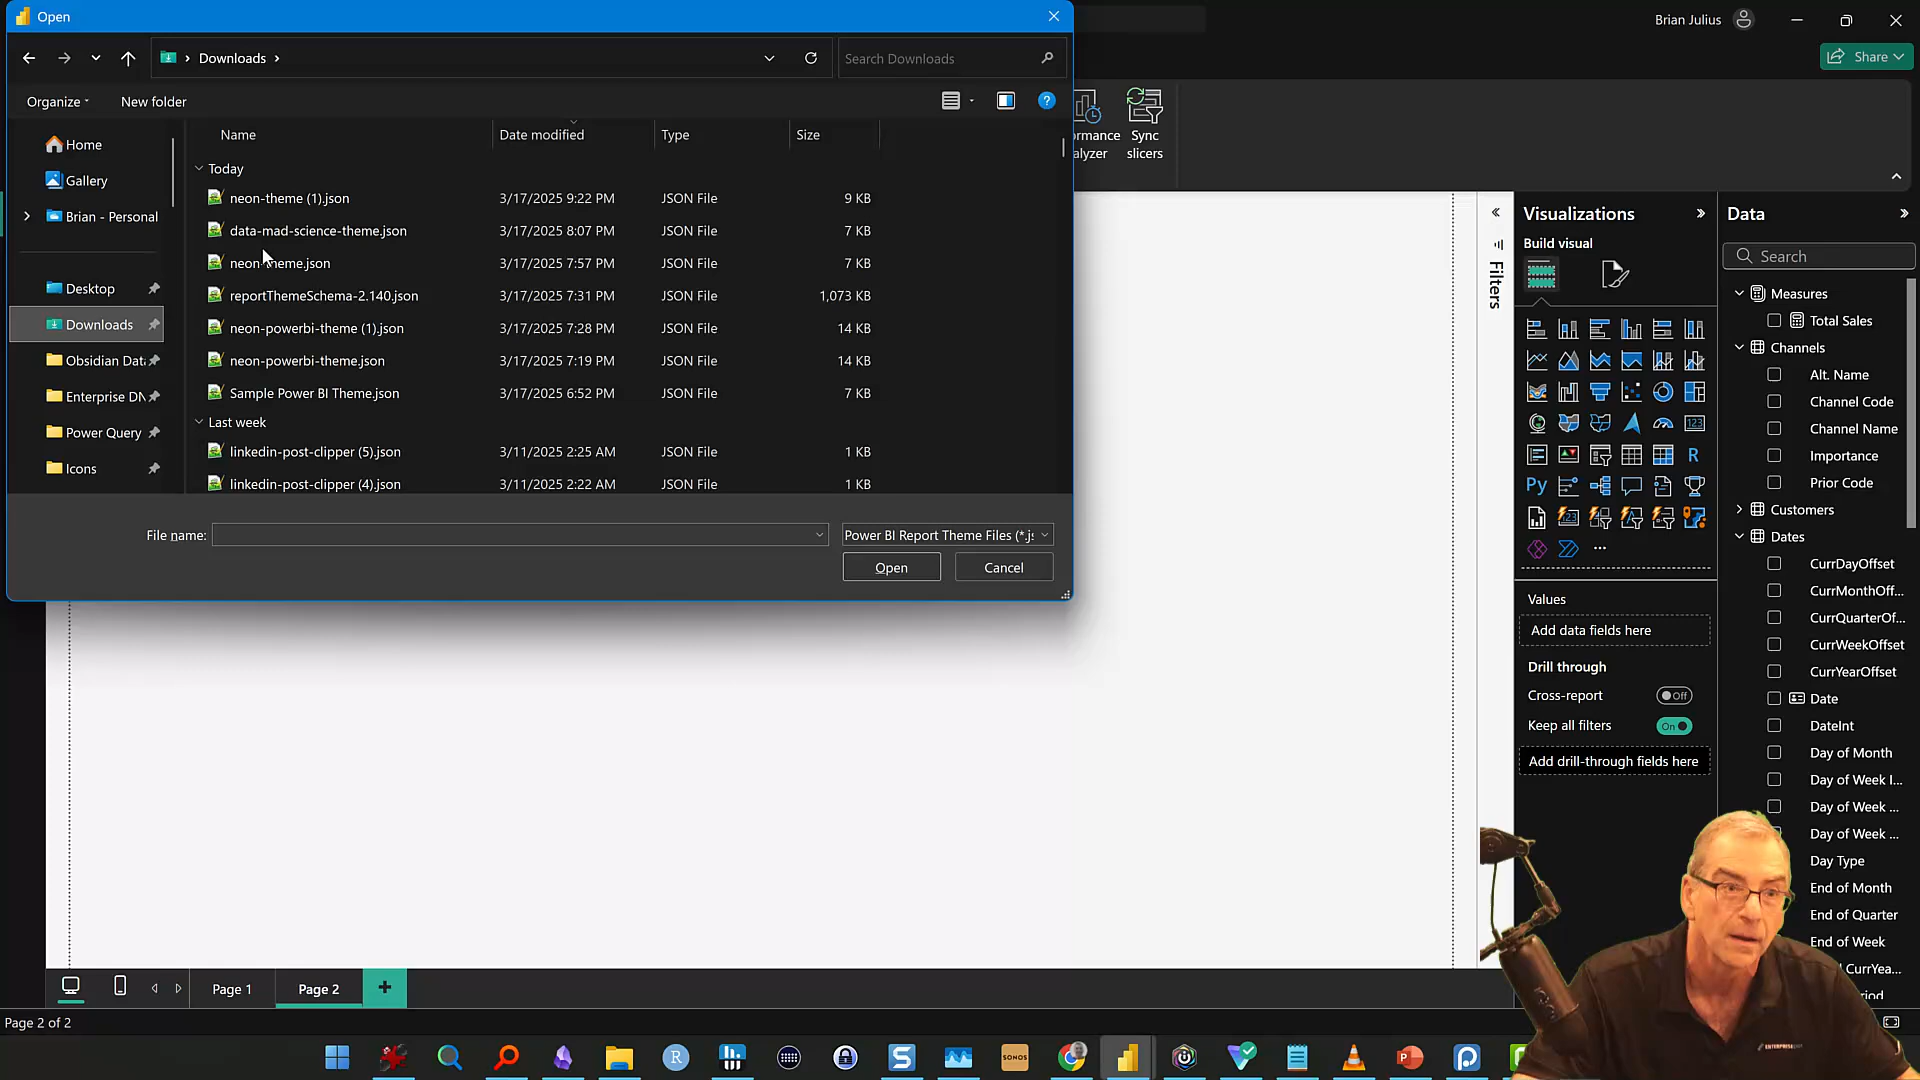 Open
Brian Julius
Downloads
Search Downloads
Share
Organize
New folder
Name
Date modified
Type
Size
Sync
slicers
Home
Gallery
Brian - Personal
Desktop
Downloads
Enterprise DN
Power Query
Icons
Today
neon-theme (1).json 3/17/2025 9:22 PM JSON File 9 KB
data-mad-science-theme.json 3/17/2025 8:07 PM JSON File 7 KB
neon-theme.json 3/17/2025 7:57 PM JSON File 7 KB
reportThemeSchema-2.140.json 3/17/2025 7:31 PM JSON File 1,073 KB
neon-powerbi-theme (1).json 3/17/2025 7:28 PM JSON File 14 KB
neon-powerbi-theme.json 3/17/2025 7:19 PM JSON File 14 KB
Sample Power BI Theme.json 3/17/2025 6:52 PM JSON File 7 KB
Last week
linkedin-post-clipper (5).json 3/11/2025 2:25 AM JSON File 1 KB
linkedin-post-clipper (4).json 3/11/2025 2:22 AM JSON File 1 KB
File name:
Power BI Report Theme Files (*.js
Open
Cancel
Filters
Visualizations
Build visual
R
Py
123
Values
Add data fields here
Drill through
Cross-report
Off
Keep all filters
On
Add drill-through fields here
Data
Search
Measures
Total Sales
Channels
Alt. Name
Channel Code
Channel Name
Importance
Prior Code
Customers
Dates
CurrDayOffset
CurrMonthOff...
CurrQuarterOf...
CurrWeekOffset
CurrYearOffset
Date
DateInt
Day of Month
Day of Week I...
Day of Week ...
Day of Week ...
Day Type
End of Month
End of Quarter
End of Week
CurrYea...
Page 1
Page 2
Page 2 of 2
R
S
SONOS
P